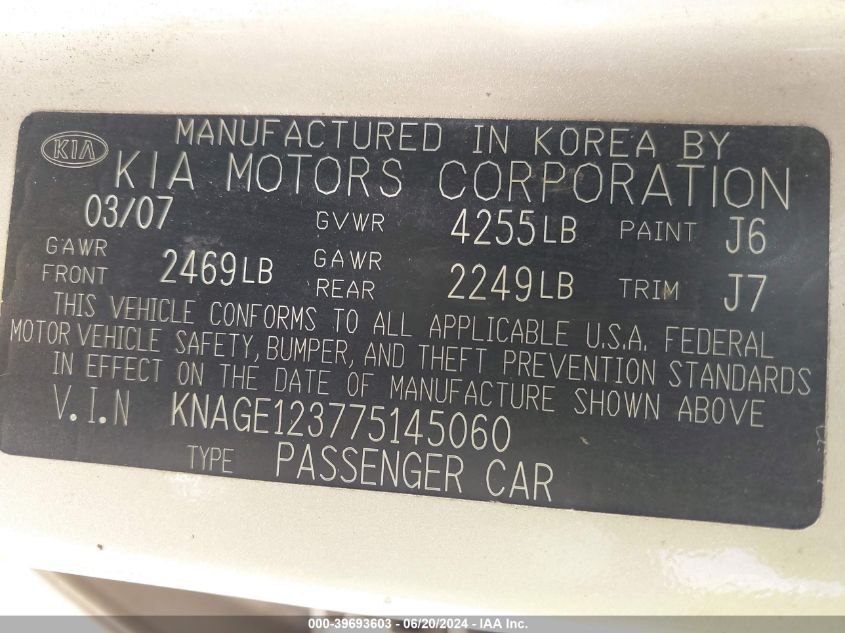 KIA
MANUFACTURED IN KOREA BY
KIA MOTORS CORPORATION
03/07 GVWR 4255LB PAINT J6
GAWR FRONT 2469LB GAWR REAR 2249LB TRIM J7
THIS VEHICLE CONFORMS TO ALL APPLICABLE U.S.A. FEDERAL
MOTOR VEHICLE SAFETY, BUMPER, AND THEFT PREVENTION STANDARDS
IN EFFECT ON THE DATE OF MANUFACTURE SHOWN ABOVE
V.I.N KNAGE123775145060
TYPE PASSENGER CAR
000-39693603 - 06/20/2024 - IAA Inc.